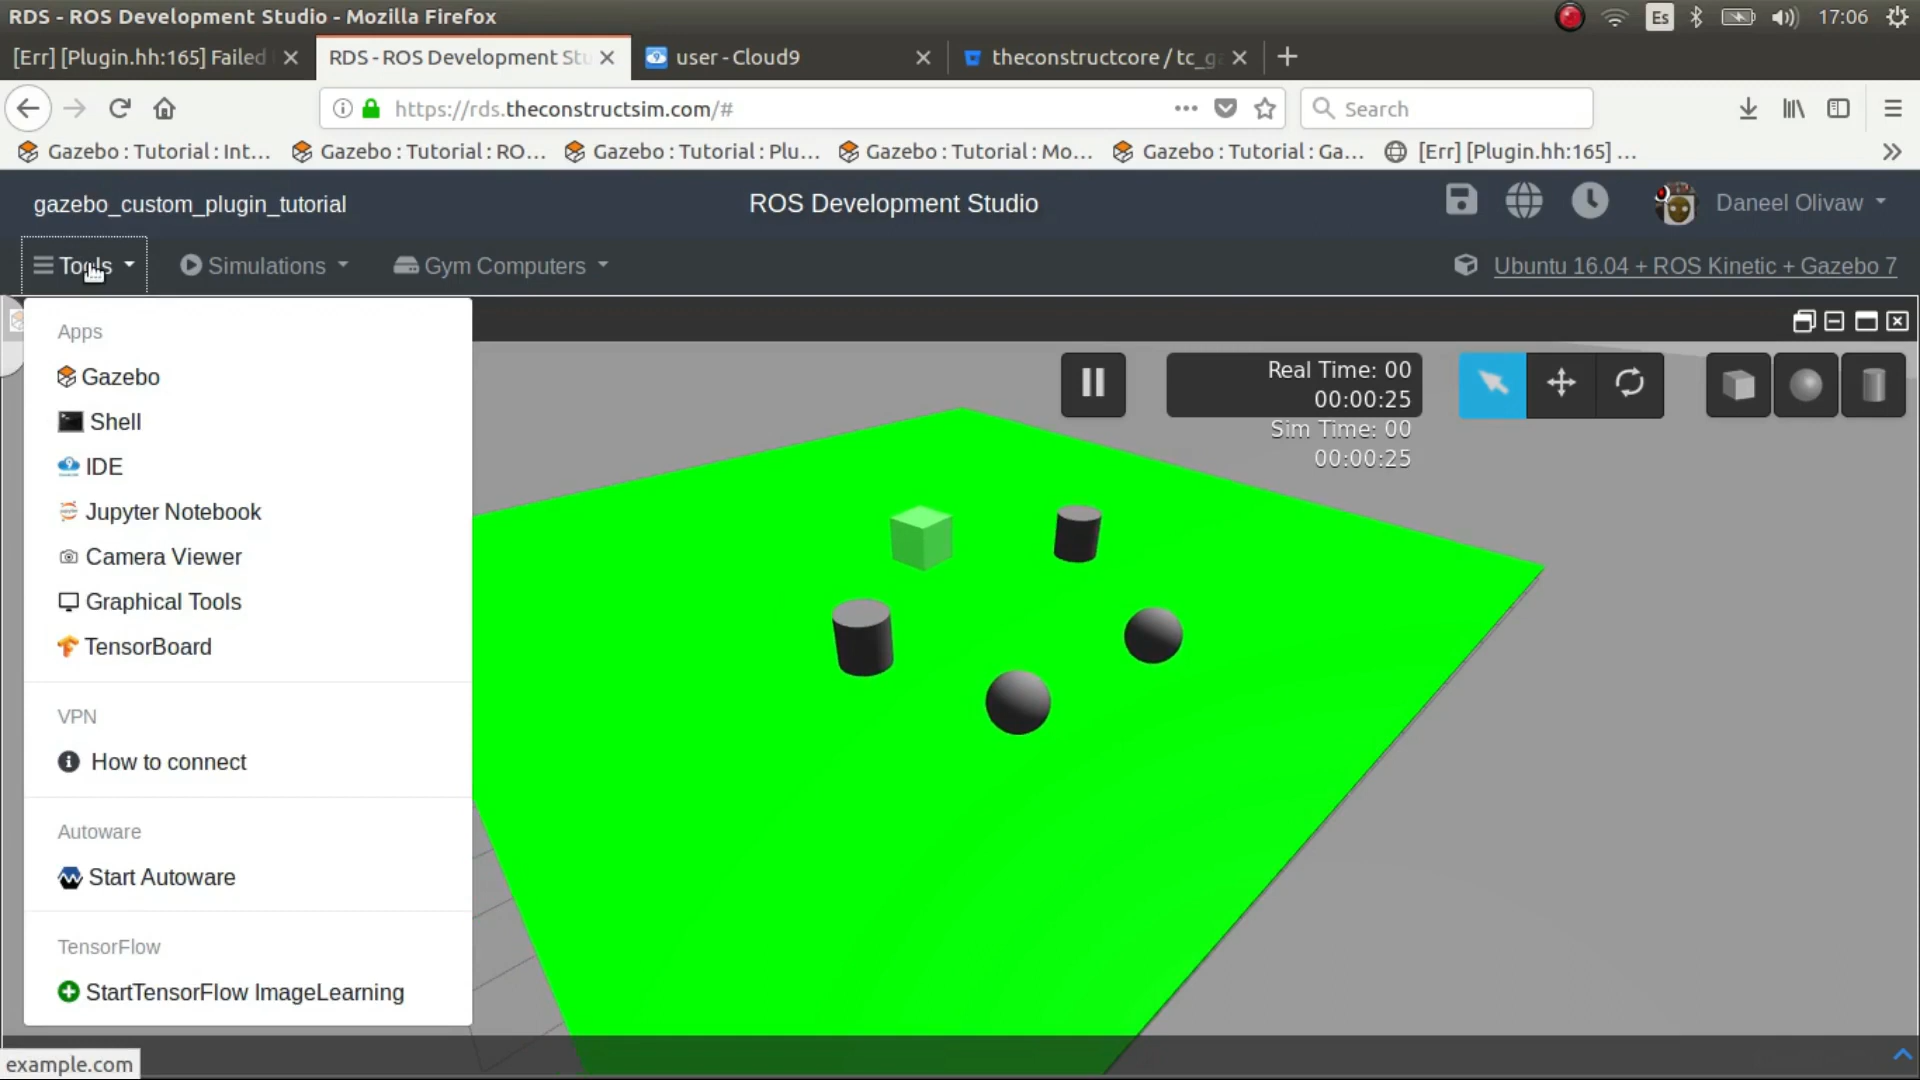 RDS - ROS Development Studio - Mozilla Firefox
Es
17:06
[Err] [Plugin.hh:165] Failed
RDS - ROS Development Stu
user - Cloud9
theconstructcore / tc_g
https://rds.theconstructsim.com/#
Search
Gazebo : Tutorial : Int...
Gazebo : Tutorial : RO...
Gazebo : Tutorial : Plu...
Gazebo : Tutorial : Mo...
Gazebo : Tutorial : Ga...
[Err] [Plugin.hh:165] ...
gazebo_custom_plugin_tutorial
ROS Development Studio
Daneel Olivaw
Tools
Simulations
Gym Computers
Ubuntu 16.04 + ROS Kinetic + Gazebo 7
Apps
Gazebo
Shell
IDE
Jupyter Notebook
Camera Viewer
Graphical Tools
TensorBoard
VPN
How to connect
Autoware
Start Autoware
TensorFlow
StartTensorFlow ImageLearning
Real Time: 00
00:00:25
Sim Time: 00
00:00:25
example.com